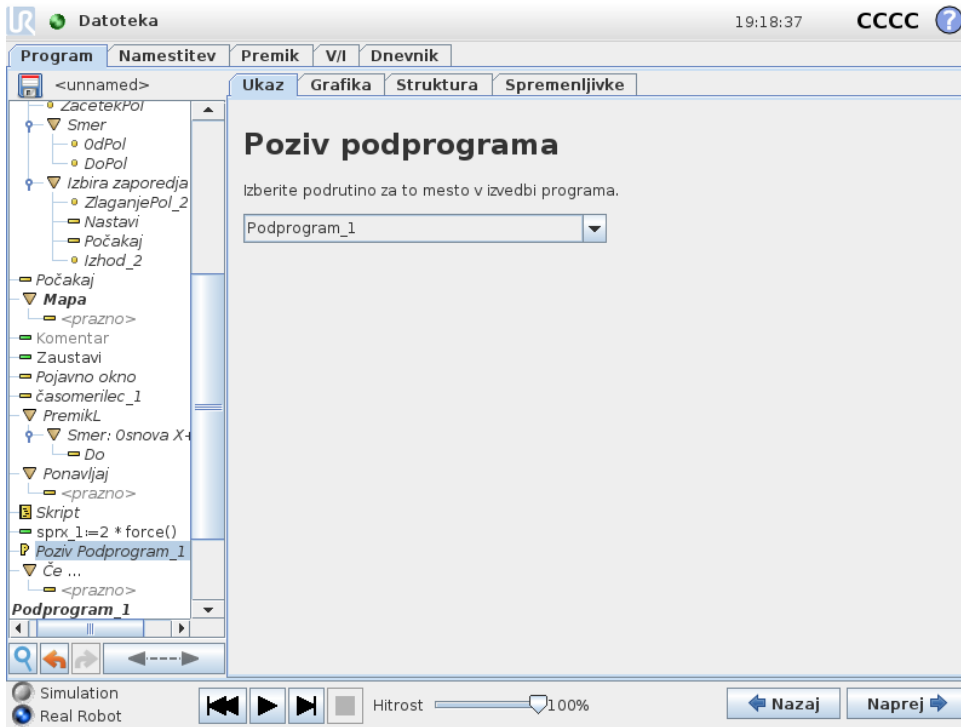 UR Datoteka 19:18:37 CCCC ?
Program Namestitev Premik V/I Dnevnik
<unnamed>
Ukaz Grafika Struktura Spremenljivke
ZacetekPol
Smer
OdPol
DoPol
Izbira zaporedja
ZlaganjePol_2
Nastavi
Počakaj
Izhod_2
Počakaj
Mapa
<prazno>
Komentar
Zaustavi
Pojavno okno
časomerilec_1
PremikL
Smer: Osnova X+
Do
Ponavljaj
<prazno>
Skript
sprx_1≔2 * force()
Poziv Podprogram_1
Če ...
<prazno>
Podprogram_1
Poziv podprograma
Izberite podrutino za to mesto v izvedbi programa.
Podprogram_1
Simulation
Real Robot
Hitrost 100%
Nazaj Naprej